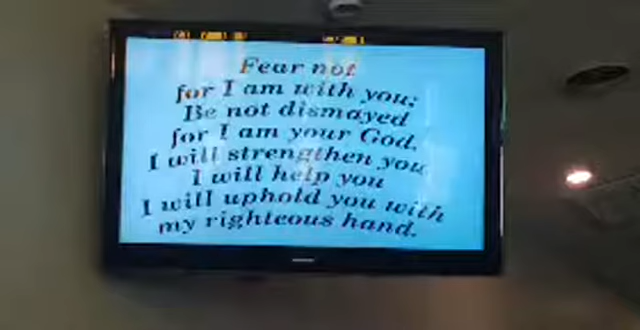 Fear not
for I am with you;
Be not dismayed
for I am your God.
I will strengthen you
I will help you
I will uphold you with
my righteous hand.